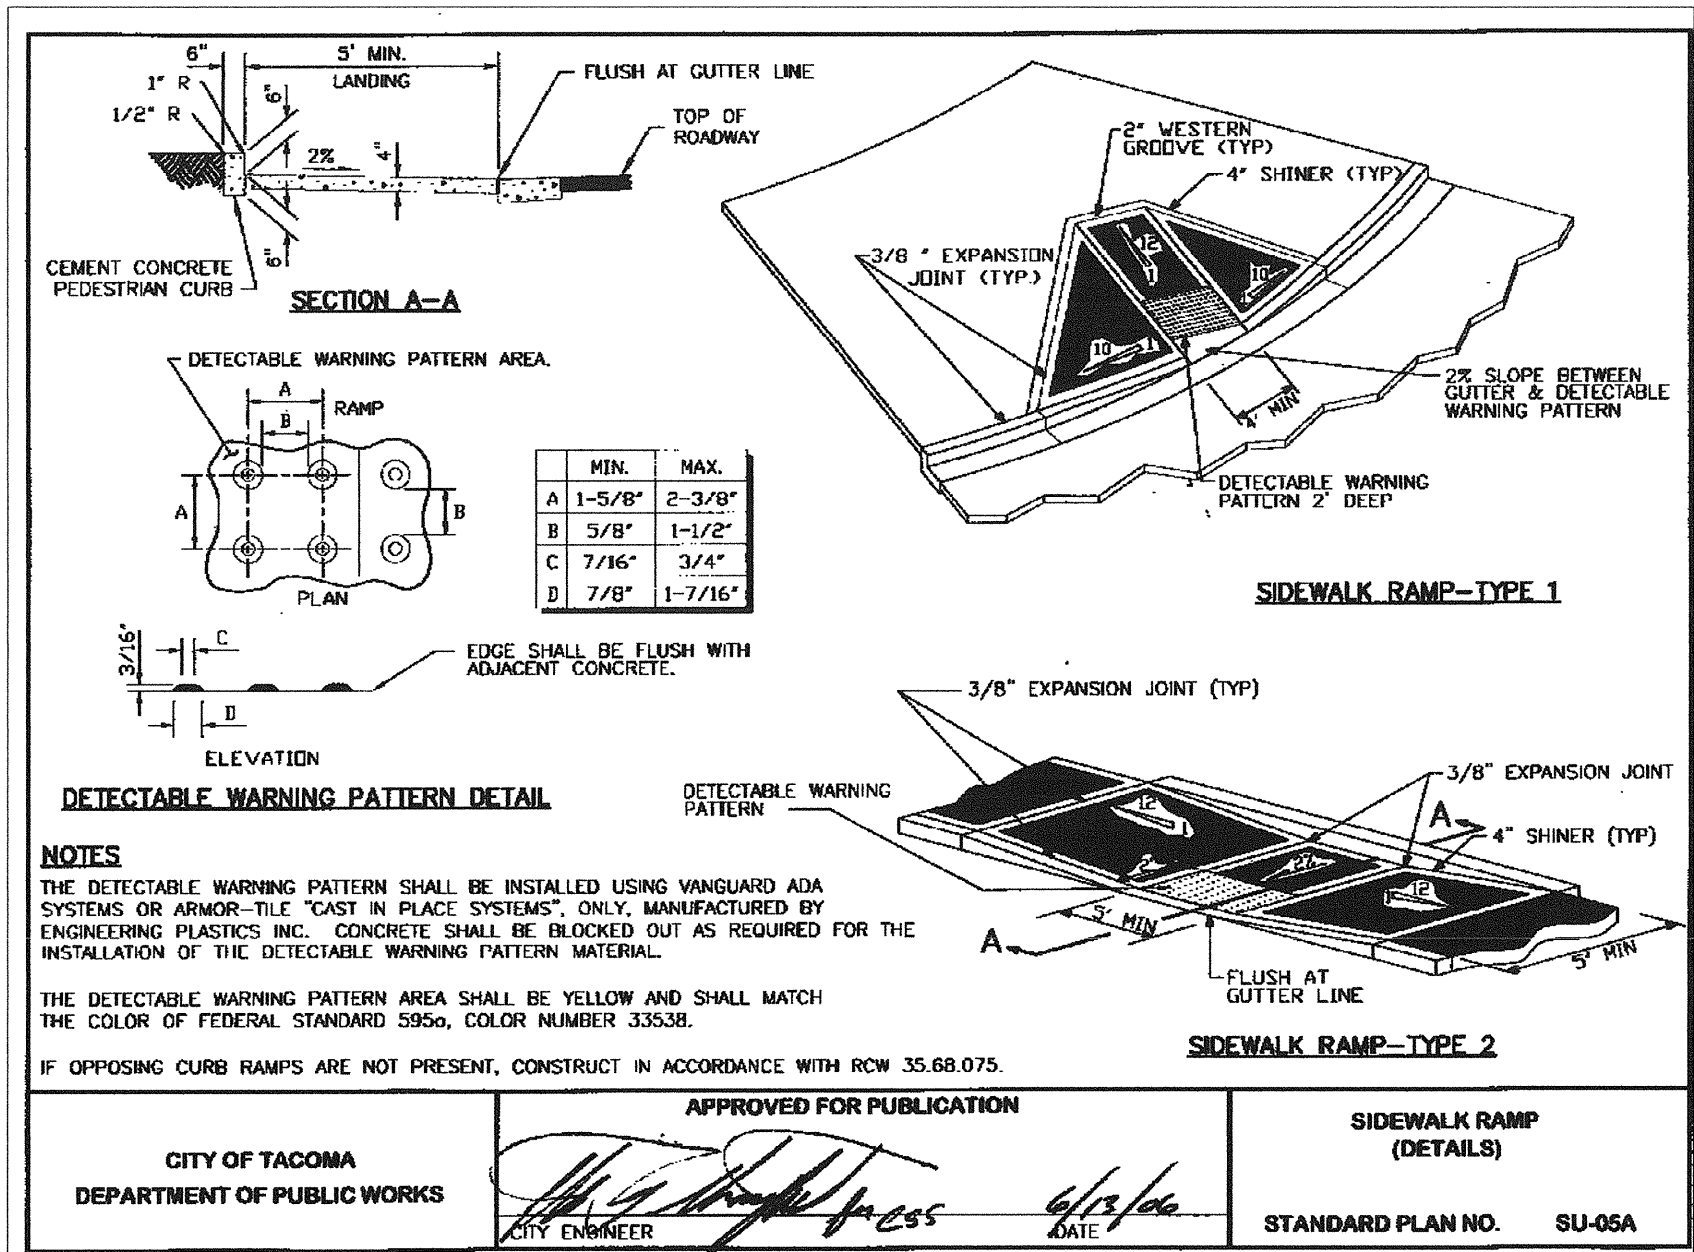 6"
5' MIN.
LANDING
1" R
1/2" R
6"
2%
4"
6"
FLUSH AT GUTTER LINE
TOP OF
ROADWAY
CEMENT CONCRETE
PEDESTRIAN CURB
SECTION A-A
2" WESTERN
GROOVE (TYP)
4" SHINER (TYP)
3/8 " EXPANSION
JOINT (TYP.)
12
1
10
1
10
1
4' MIN
2% SLOPE BETWEEN
GUTTER & DETECTABLE
WARNING PATTERN
DETECTABLE WARNING
PATTERN 2' DEEP
SIDEWALK RAMP-TYPE 1
DETECTABLE WARNING PATTERN AREA.
A
RAMP
B
A
B
PLAN
MIN. MAX.
A 1-5/8" 2-3/8"
B 5/8" 1-1/2"
C 7/16" 3/4"
D 7/8" 1-7/16"
3/16"
C
D
EDGE SHALL BE FLUSH WITH
ADJACENT CONCRETE.
ELEVATION
DETECTABLE WARNING PATTERN DETAIL
3/8" EXPANSION JOINT (TYP)
DETECTABLE WARNING
PATTERN
3/8" EXPANSION JOINT
A
4" SHINER (TYP)
12
1
2'
2%
12
1
5' MIN
A
5' MIN
FLUSH AT
GUTTER LINE
SIDEWALK RAMP-TYPE 2
NOTES
THE DETECTABLE WARNING PATTERN SHALL BE INSTALLED USING VANGUARD ADA
SYSTEMS OR ARMOR-TILE "CAST IN PLACE SYSTEMS", ONLY, MANUFACTURED BY
ENGINEERING PLASTICS INC. CONCRETE SHALL BE BLOCKED OUT AS REQUIRED FOR THE
INSTALLATION OF THE DETECTABLE WARNING PATTERN MATERIAL.
THE DETECTABLE WARNING PATTERN AREA SHALL BE YELLOW AND SHALL MATCH
THE COLOR OF FEDERAL STANDARD 595a, COLOR NUMBER 33538.
IF OPPOSING CURB RAMPS ARE NOT PRESENT, CONSTRUCT IN ACCORDANCE WITH RCW 35.68.075.
CITY OF TACOMA
DEPARTMENT OF PUBLIC WORKS
APPROVED FOR PUBLICATION
6/13/06
CITY ENGINEER
DATE
SIDEWALK RAMP
(DETAILS)
STANDARD PLAN NO. SU-05A